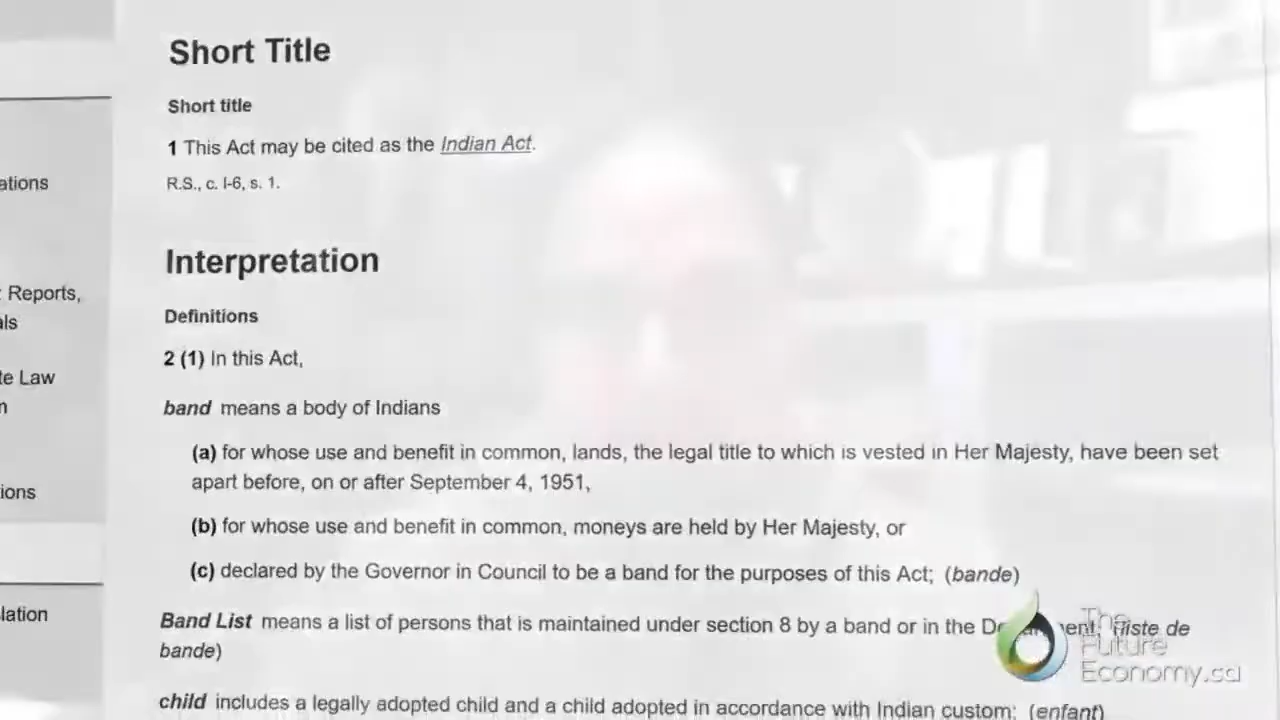 Short Title
Short title
1 This Act may be cited as the Indian Act.
R.S., c. I-6, s. 1.
ations
Interpretation
Reports,
Definitions
als
2 (1) In this Act,
te Law
n
band means a body of Indians
(a) for whose use and benefit in common, lands, the legal title to which is vested in Her Majesty, have been set
apart before, on or after September 4, 1951,
ions
(b) for whose use and benefit in common, moneys are held by Her Majesty, or
(c) declared by the Governor in Council to be a band for the purposes of this Act; (bande)
lation
Band List means a list of persons that is maintained under section 8 by a band or in the
(liste de
bande)
child includes a legally adopted child and a child adopted in accordance with Indian custom; (enfant)
The
Future
Economy.ca